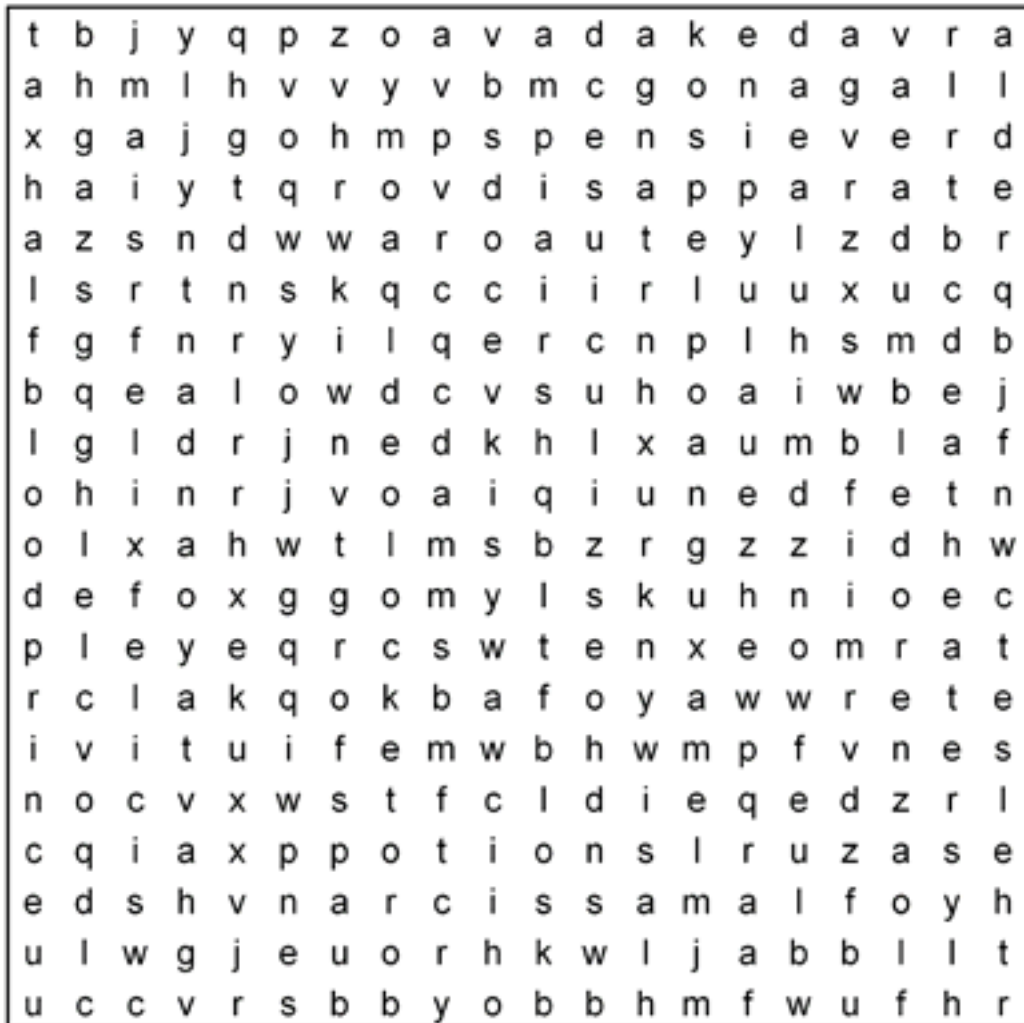 t b j y q p z o a v a d a k e d a v r a
a h m l h v v y v b m c g o n a g a l l
x g a j g o h m p s p e n s i e v e r d
h a i y t q r o v d i s a p p a r a t e
a z s n d w w a r o a u t e y l z d b r
l s r t n s k q c c i i r l u u x u c q
f g f n r y i l q e r c n p l h s m d b
b q e a l o w d c v s u h o a i w b e j
l g l d r j n e d k h l x a u m b l a f
o h i n r j v o a i q i u n e d f e t n
o l x a h w t l m s b z r g z z i d h w
d e f o x g g o m y l s k u h n i o e c
p l e y e q r c s w t e n x e o m r a t
r c l a k q o k b a f o y a w w r e t e
i v i t u i f e m w b h w m p f v n e s
n o c v x w s t f c l d i e q e d z r l
c q i a x p p o t i o n s l r u z a s e
e d s h v n a r c i s s a m a l f o y h
u l w g j e u o r h k w l j a b b l l t
u c c v r s b b y o b b h m f w u f h r